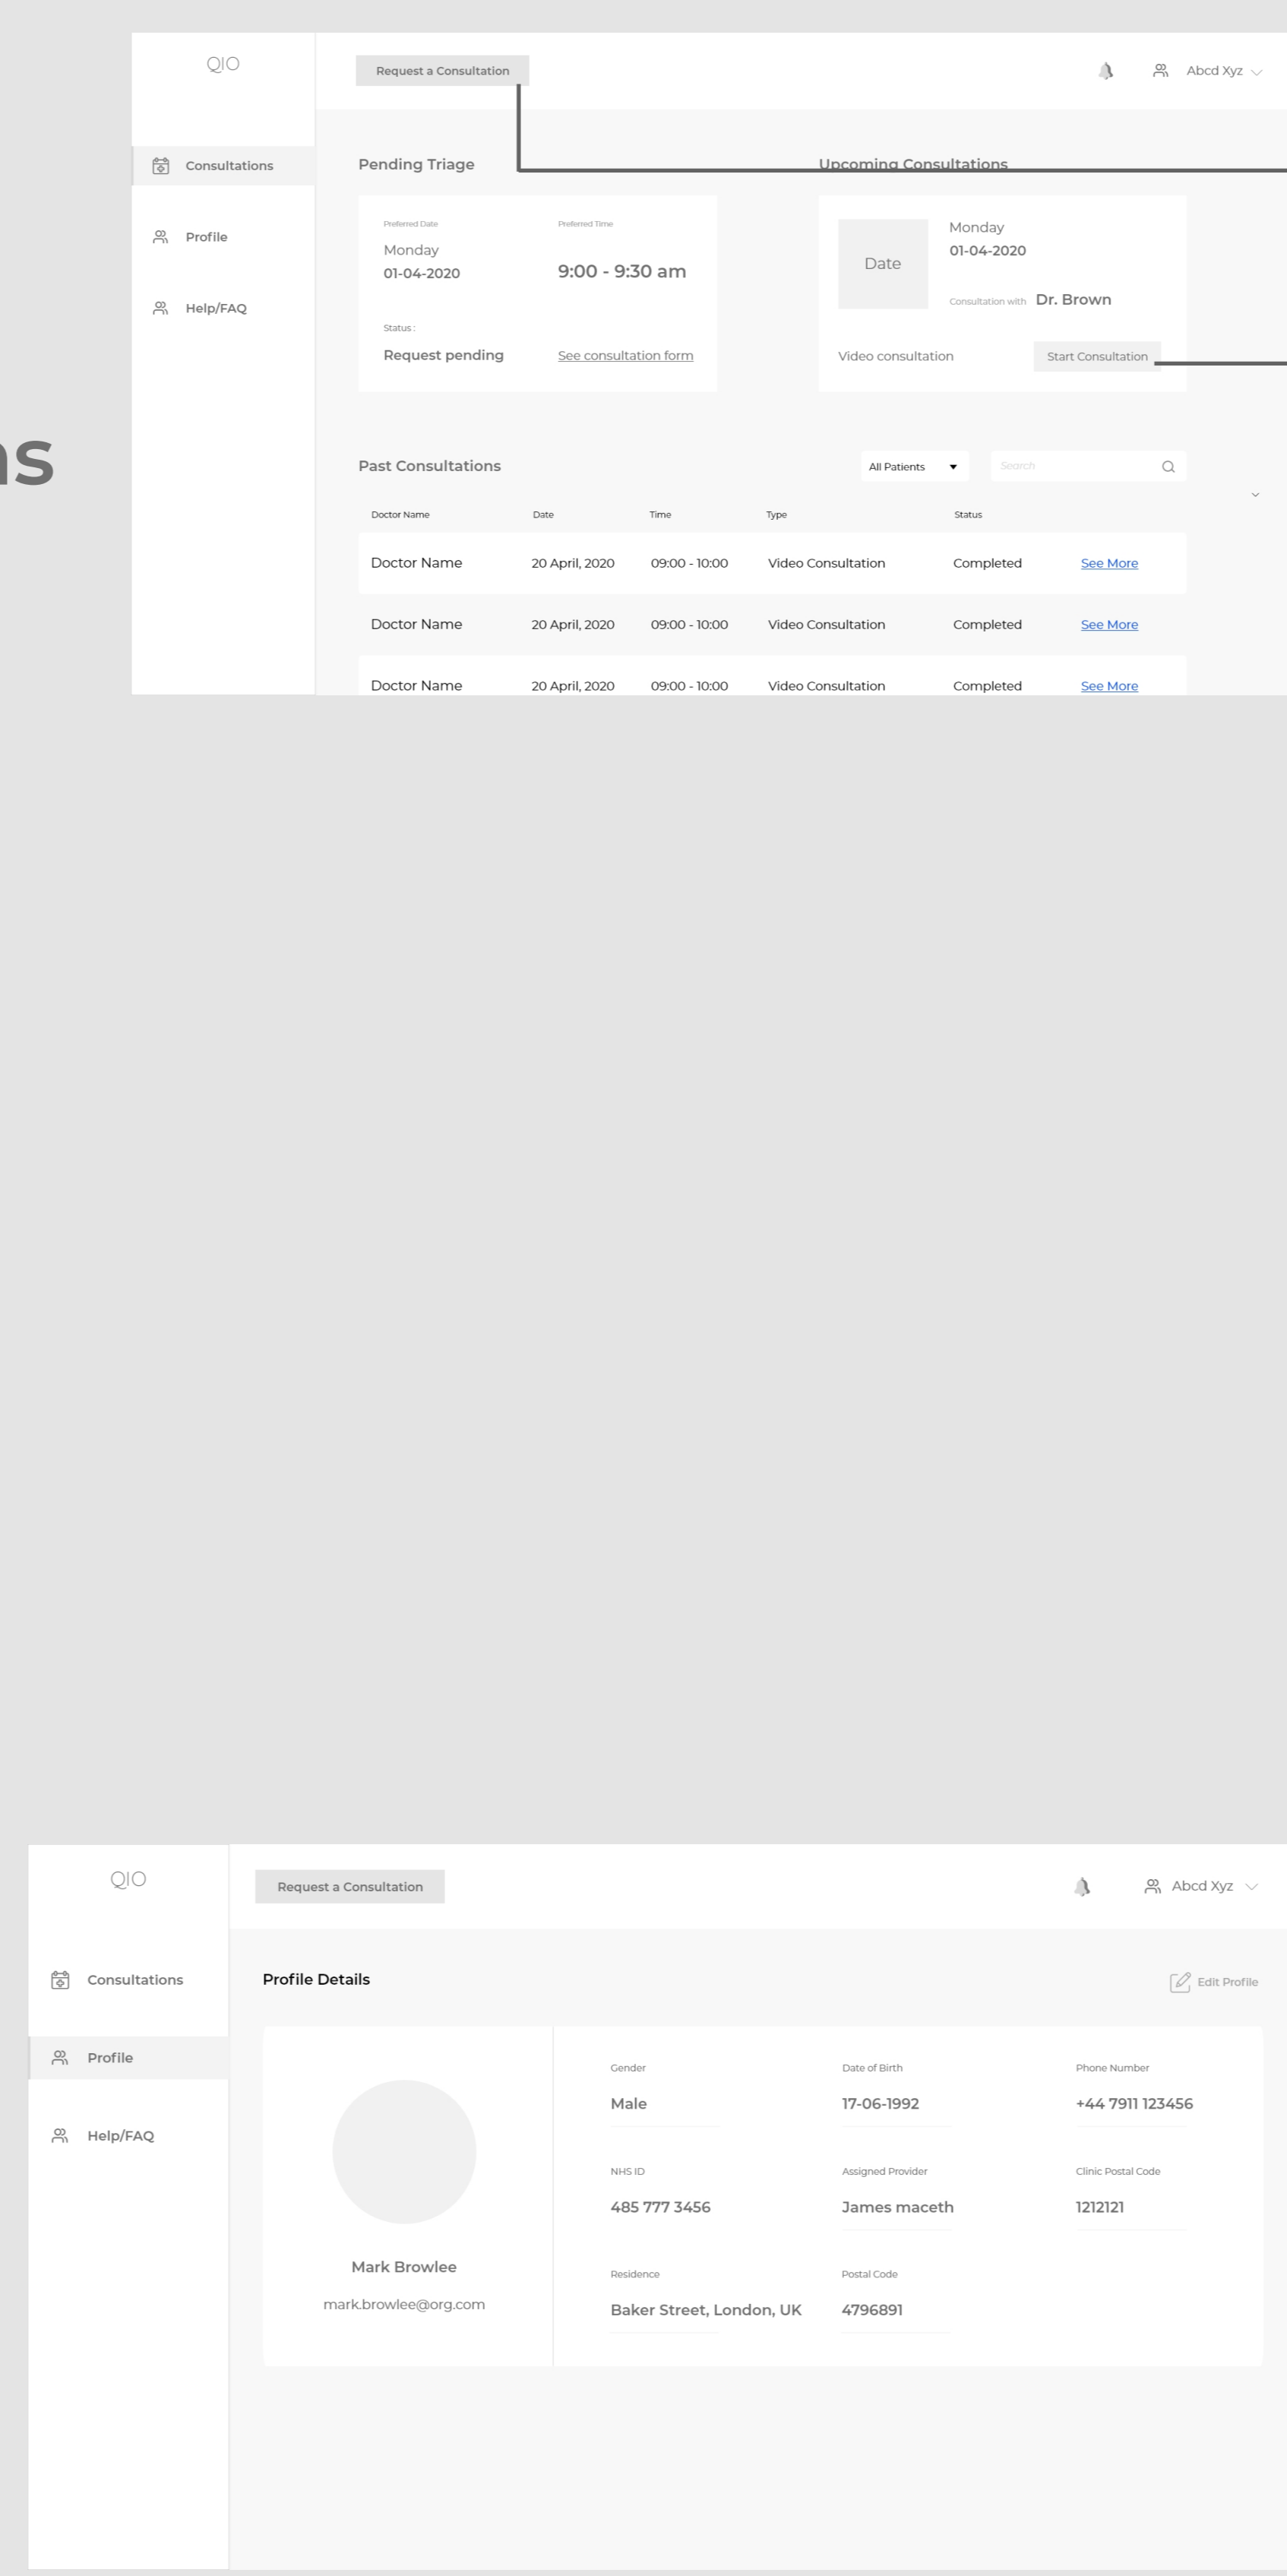 QIO
Request a Consultation
Abcd Xyz
Consultations
Profile
Help/FAQ
Pending Triage
Preferred Date
Preferred Time
Monday
01-04-2020
9:00 - 9:30 am
Status :
Request pending
See consultation form
Upcoming Consultations
Date
Monday
01-04-2020
Consultation with Dr. Brown
Video consultation
Start Consultation
ns
Past Consultations
All Patients
Search
Doctor Name Date Time Type Status
Doctor Name 20 April, 2020 09:00 - 10:00 Video Consultation Completed See More
Doctor Name 20 April, 2020 09:00 - 10:00 Video Consultation Completed See More
Doctor Name 20 April, 2020 09:00 - 10:00 Video Consultation Completed See More
QIO
Request a Consultation
Abcd Xyz
Consultations
Profile
Help/FAQ
Profile Details
Edit Profile
Mark Browlee
mark.browlee@org.com
Gender Date of Birth Phone Number
Male 17-06-1992 +44 7911 123456
NHS ID Assigned Provider Clinic Postal Code
485 777 3456 James maceth 1212121
Residence Postal Code
Baker Street, London, UK 4796891